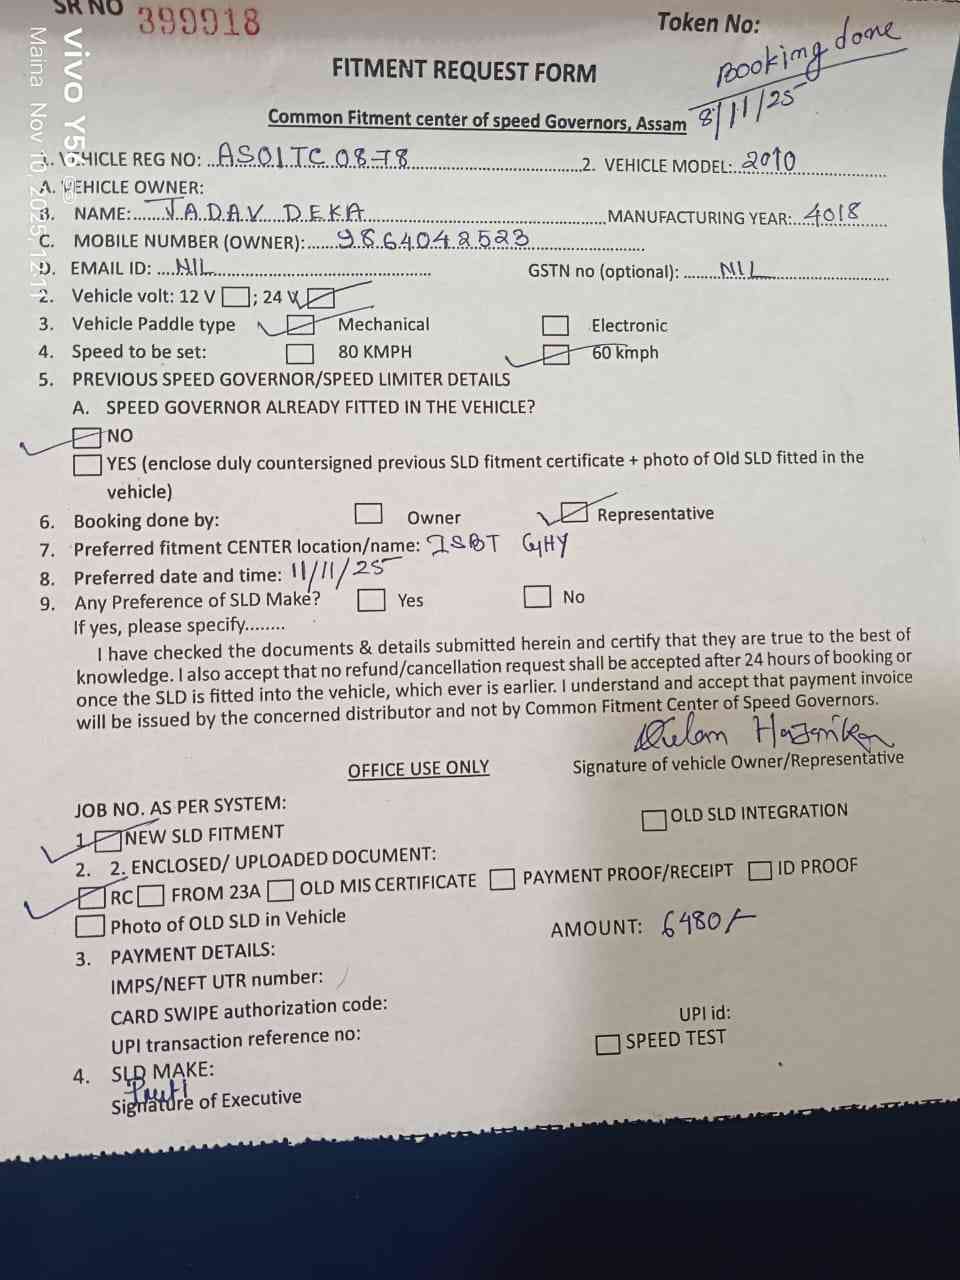 SR NO 399918
Token No:
Booking done
8/11/25
FITMENT REQUEST FORM
Common Fitment center of speed Governors, Assam
VEHICLE REG NO: AS01TC 0878 2. VEHICLE MODEL: 2010
A. VEHICLE OWNER:
B. NAME: JADAV DEKA MANUFACTURING YEAR: 4018
C. MOBILE NUMBER (OWNER): 9864042523
D. EMAIL ID: NIL GSTN no (optional): NIL
2. Vehicle volt: 12 V ; 24 V
3. Vehicle Paddle type Mechanical Electronic
4. Speed to be set: 80 KMPH 60 kmph
5. PREVIOUS SPEED GOVERNOR/SPEED LIMITER DETAILS
A. SPEED GOVERNOR ALREADY FITTED IN THE VEHICLE?
NO
YES (enclose duly countersigned previous SLD fitment certificate + photo of Old SLD fitted in the
vehicle)
6. Booking done by: Owner Representative
7. Preferred fitment CENTER location/name: ISBT GHY
8. Preferred date and time: 11/11/25
9. Any Preference of SLD Make? Yes No
If yes, please specify........
I have checked the documents & details submitted herein and certify that they are true to the best of
knowledge. I also accept that no refund/cancellation request shall be accepted after 24 hours of booking or
once the SLD is fitted into the vehicle, which ever is earlier. I understand and accept that payment invoice
will be issued by the concerned distributor and not by Common Fitment Center of Speed Governors.
Hazarika
Signature of vehicle Owner/Representative
OFFICE USE ONLY
JOB NO. AS PER SYSTEM:
1. NEW SLD FITMENT OLD SLD INTEGRATION
2. 2. ENCLOSED/ UPLOADED DOCUMENT:
RC FROM 23A OLD MIS CERTIFICATE PAYMENT PROOF/RECEIPT ID PROOF
Photo of OLD SLD in Vehicle
AMOUNT: 6480/-
3. PAYMENT DETAILS:
IMPS/NEFT UTR number:
CARD SWIPE authorization code:
UPI transaction reference no: UPI id:
SPEED TEST
4. SLD MAKE:
Signature of Executive
vivo Y56
Maina Nov 10, 2025, 12:11